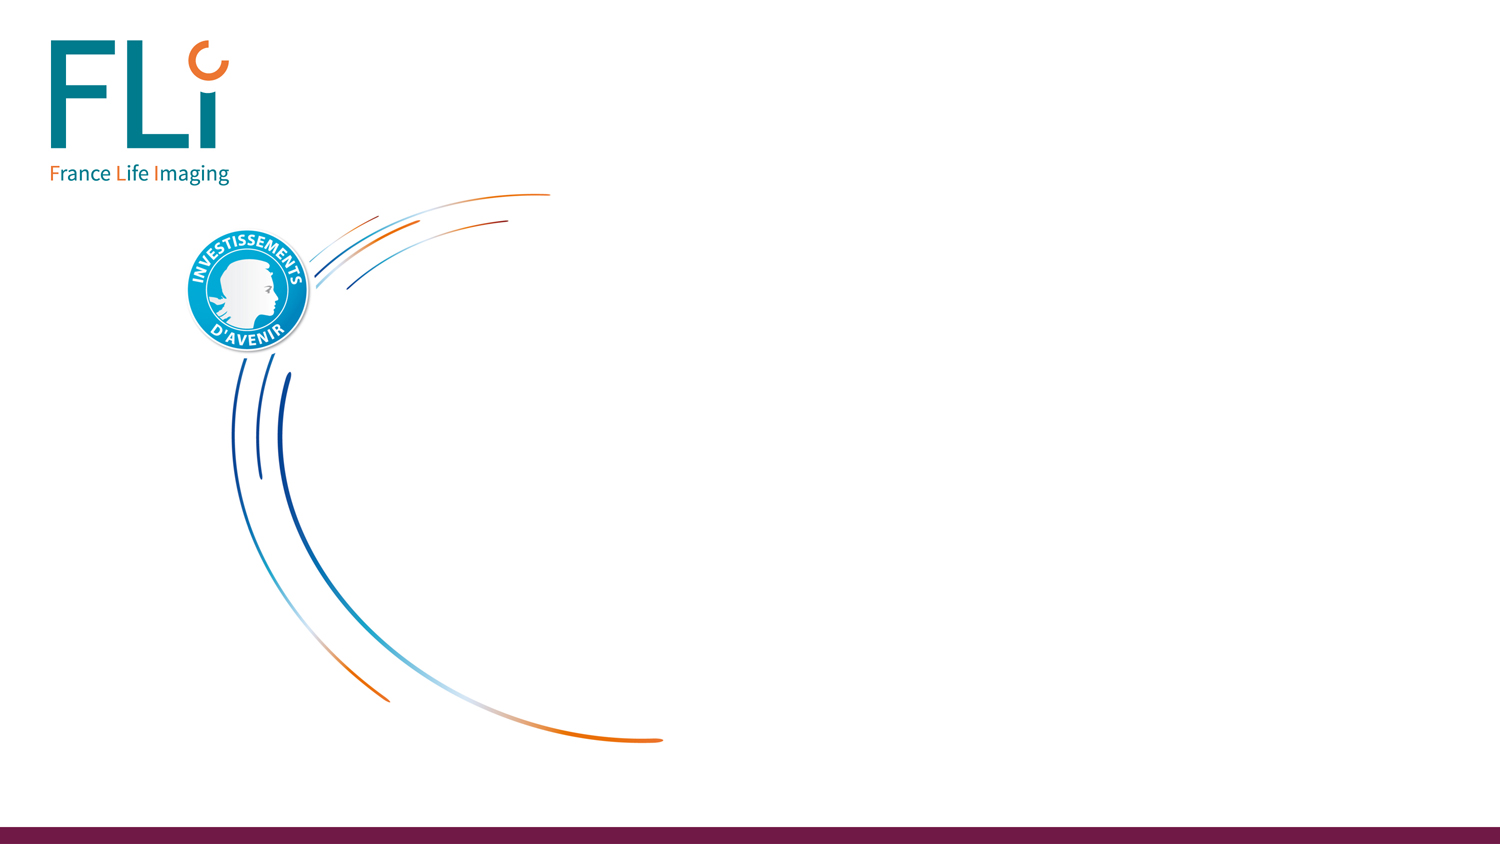 FLi
France Life Imaging
INVESTISSEMENTS
D'AVENIR